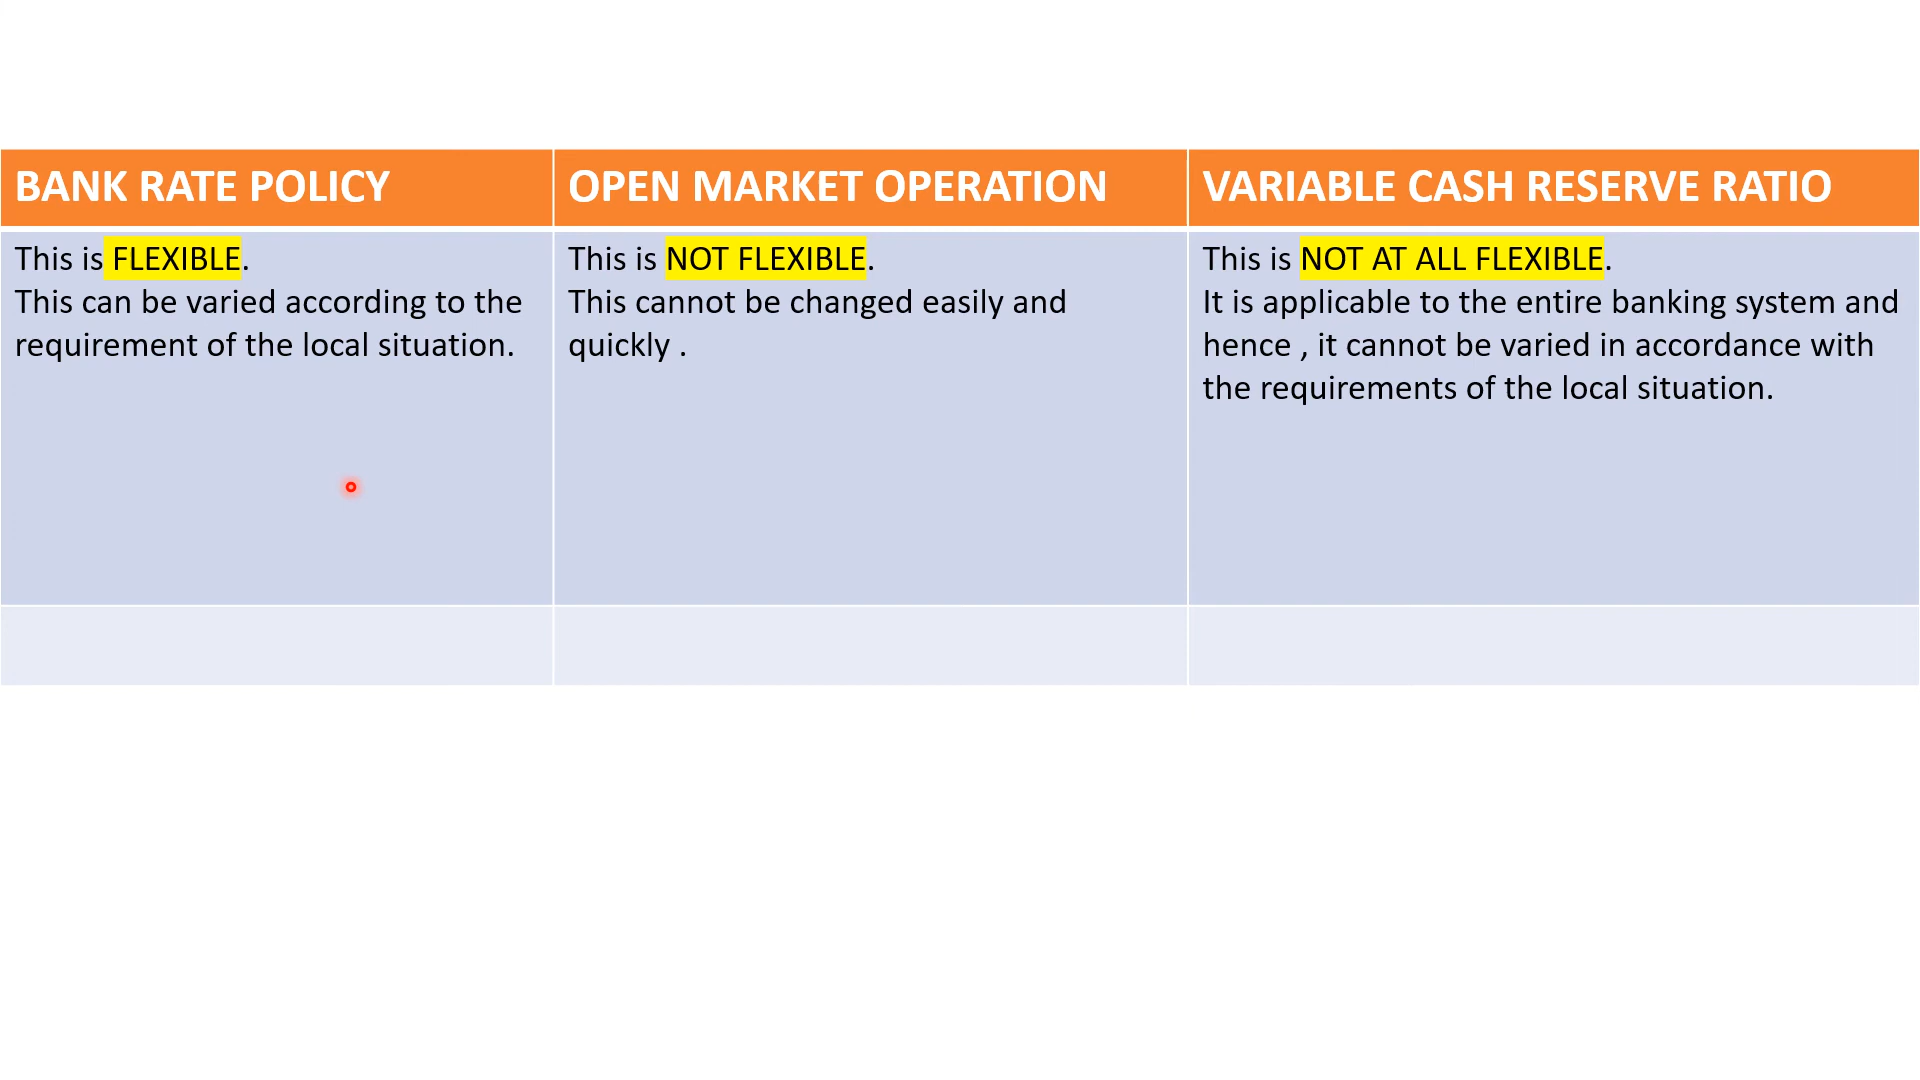 BANK RATE POLICY
OPEN MARKET OPERATION
VARIABLE CASH RESERVE RATIO
This is FLEXIBLE.
This can be varied according to the
requirement of the local situation.
This is NOT FLEXIBLE.
This cannot be changed easily and
quickly .
This is NOT AT ALL FLEXIBLE.
It is applicable to the entire banking system and
hence , it cannot be varied in accordance with
the requirements of the local situation.